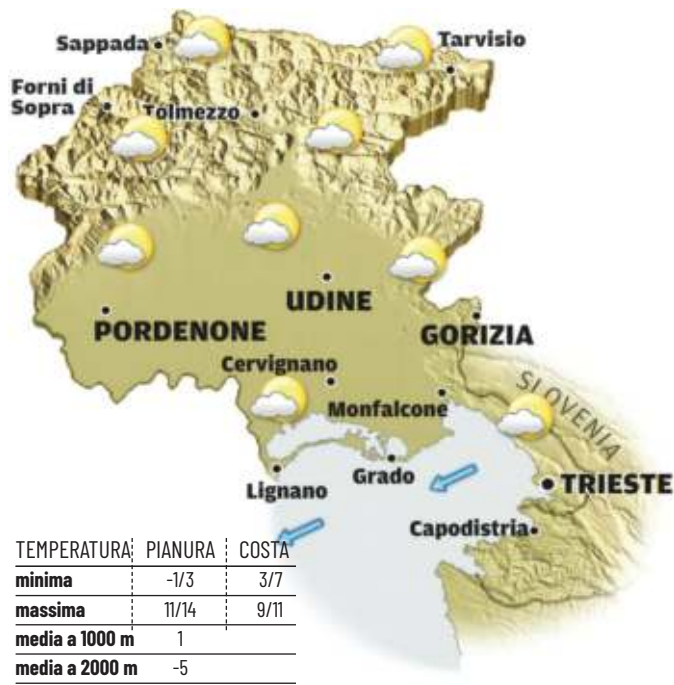 Sappada
Tarvisio
Forni di
Sopra
Tolmezzo
UDINE
PORDENONE
GORIZIA
Cervignano
SLOVENIA
Monfalcone
Grado
Lignano
TRIESTE
Capodistria
TEMPERATURA PIANURA COSTA
minima -1/3 3/7
massima 11/14 9/11
media a 1000 m 1
media a 2000 m -5